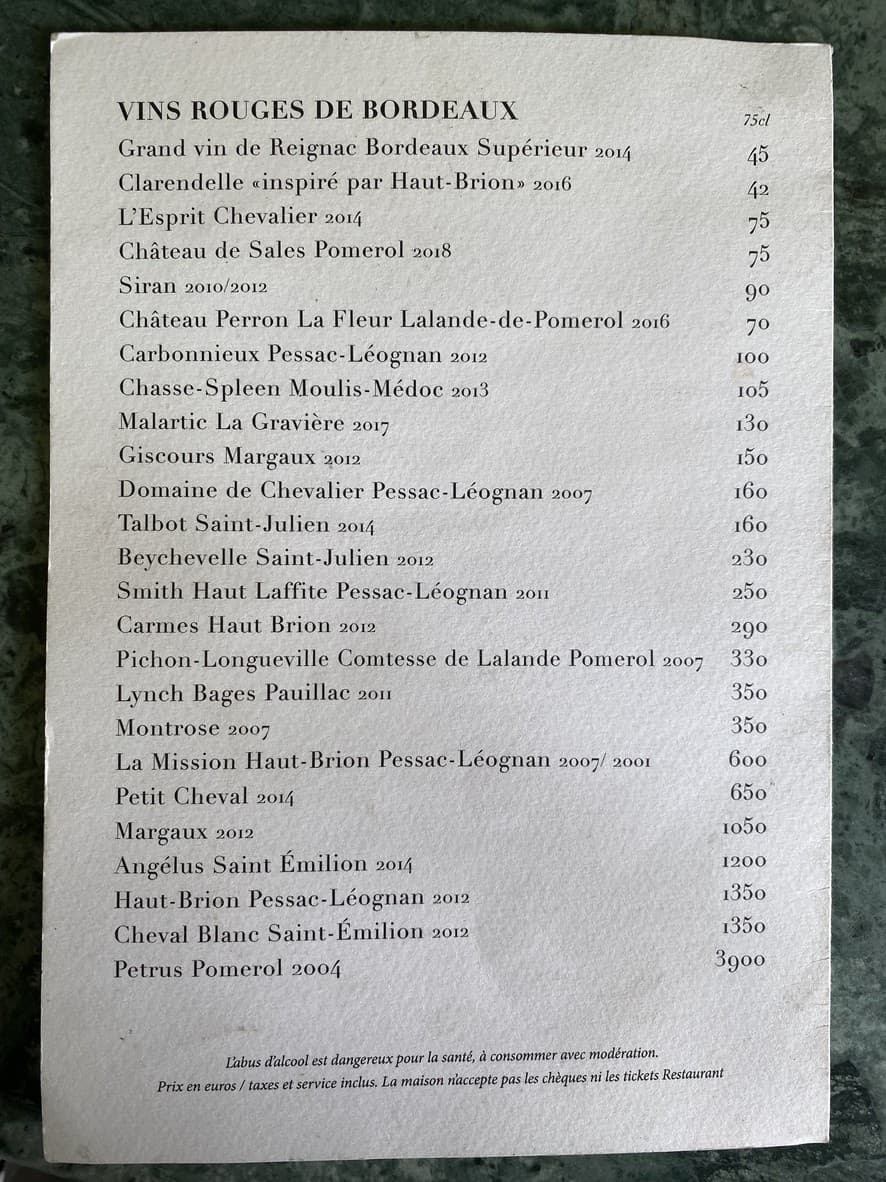 VINS ROUGES DE BORDEAUX 75cl
Grand vin de Reignac Bordeaux Supérieur 2014 45
Clarendelle «inspiré par Haut-Brion» 2016 42
L'Esprit Chevalier 2014 75
Château de Sales Pomerol 2018 75
Siran 2010/2012 90
Château Perron La Fleur Lalande-de-Pomerol 2016 70
Carbonnieux Pessac-Léognan 2012 100
Chasse-Spleen Moulis-Médoc 2013 105
Malartic La Gravière 2017 130
Giscours Margaux 2012 150
Domaine de Chevalier Pessac-Léognan 2007 160
Talbot Saint-Julien 2014 160
Beychevelle Saint-Julien 2012 230
Smith Haut Laffite Pessac-Léognan 2011 250
Carmes Haut Brion 2012 290
Pichon-Longueville Comtesse de Lalande Pomerol 2007 330
Lynch Bages Pauillac 2011 350
Montrose 2007 350
La Mission Haut-Brion Pessac-Léognan 2007/ 2001 600
Petit Cheval 2014 650
Margaux 2012 1050
Angélus Saint Émilion 2014 1200
Haut-Brion Pessac-Léognan 2012 1350
Cheval Blanc Saint-Émilion 2012 1350
Petrus Pomerol 2004 3900
L'abus d'alcool est dangereux pour la santé, à consommer avec modération.
Prix en euros / taxes et service inclus. La maison n'accepte pas les chèques ni les tickets Restaurant